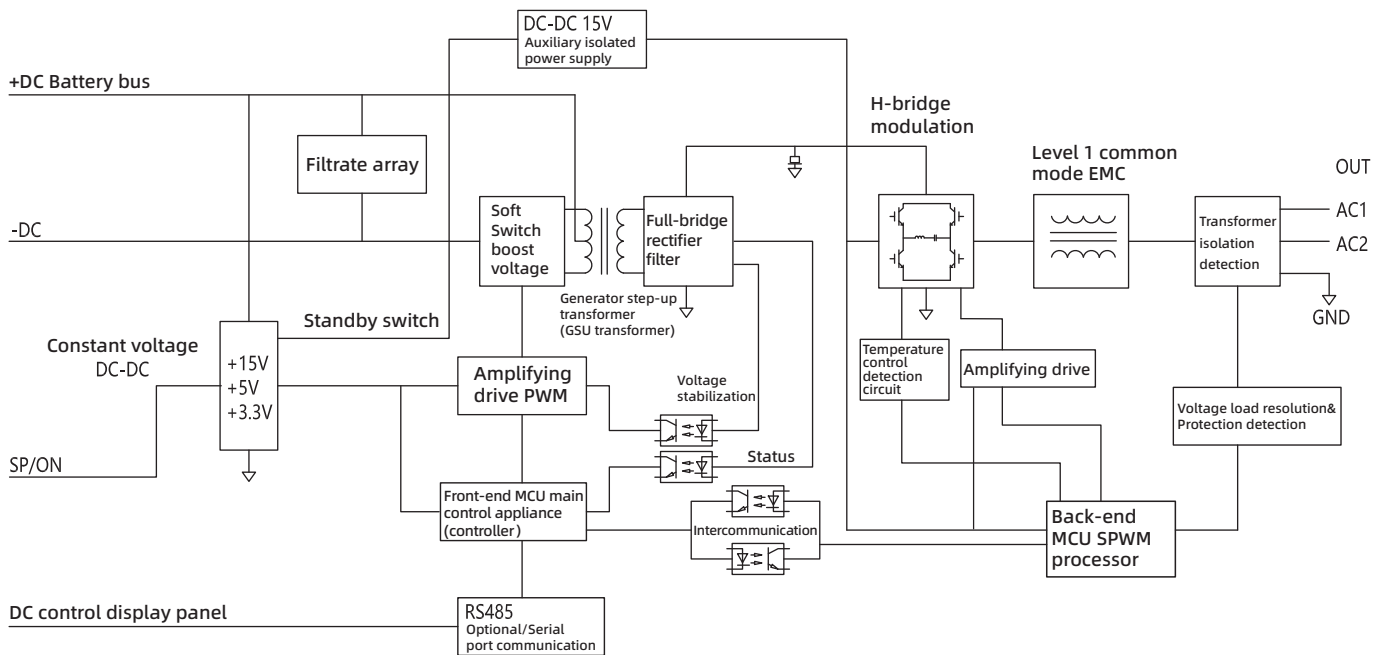 DC-DC 15V
Auxiliary isolated
power supply
+DC Battery bus
H-bridge
modulation
Filtrate array
Level 1 common
mode EMC
OUT
Soft
Switch
boost
voltage
Full-bridge
rectifier
filter
Transformer
isolation
detection
AC1
AC2
-DC
Generator step-up
transformer
(GSU transformer)
GND
Standby switch
Constant voltage
DC-DC
+15V
+5V
+3.3V
Amplifying
drive PWM
Voltage
stabilization
Temperature
control
detection
circuit
Amplifying drive
Voltage load resolution&
Protection detection
SP/ON
Status
Front-end MCU main
control appliance
(controller)
Intercommunication
Back-end
MCU SPWM
processor
DC control display panel
RS485
Optional/Serial
port communication